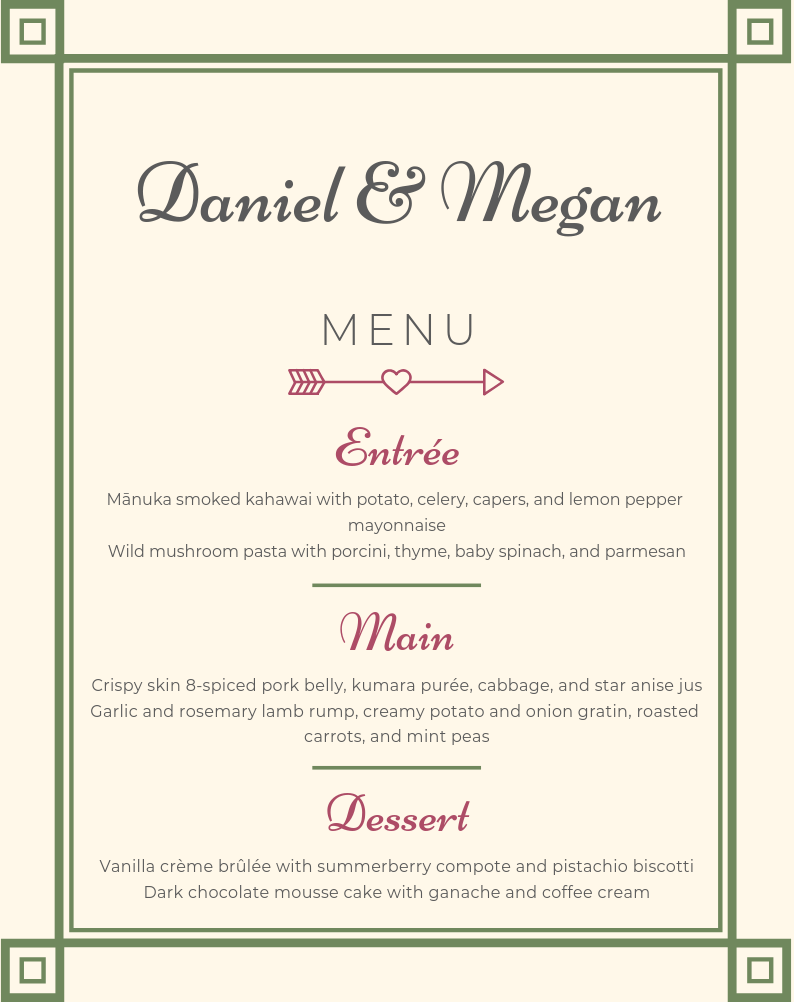 Daniel & Megan
MENU
Entrée
Mānuka smoked kahawai with potato, celery, capers, and lemon pepper
mayonnaise
Wild mushroom pasta with porcini, thyme, baby spinach, and parmesan
Main
Crispy skin 8-spiced pork belly, kumara purée, cabbage, and star anise jus
Garlic and rosemary lamb rump, creamy potato and onion gratin, roasted
carrots, and mint peas
Dessert
Vanilla crème brûlée with summerberry compote and pistachio biscotti
Dark chocolate mousse cake with ganache and coffee cream